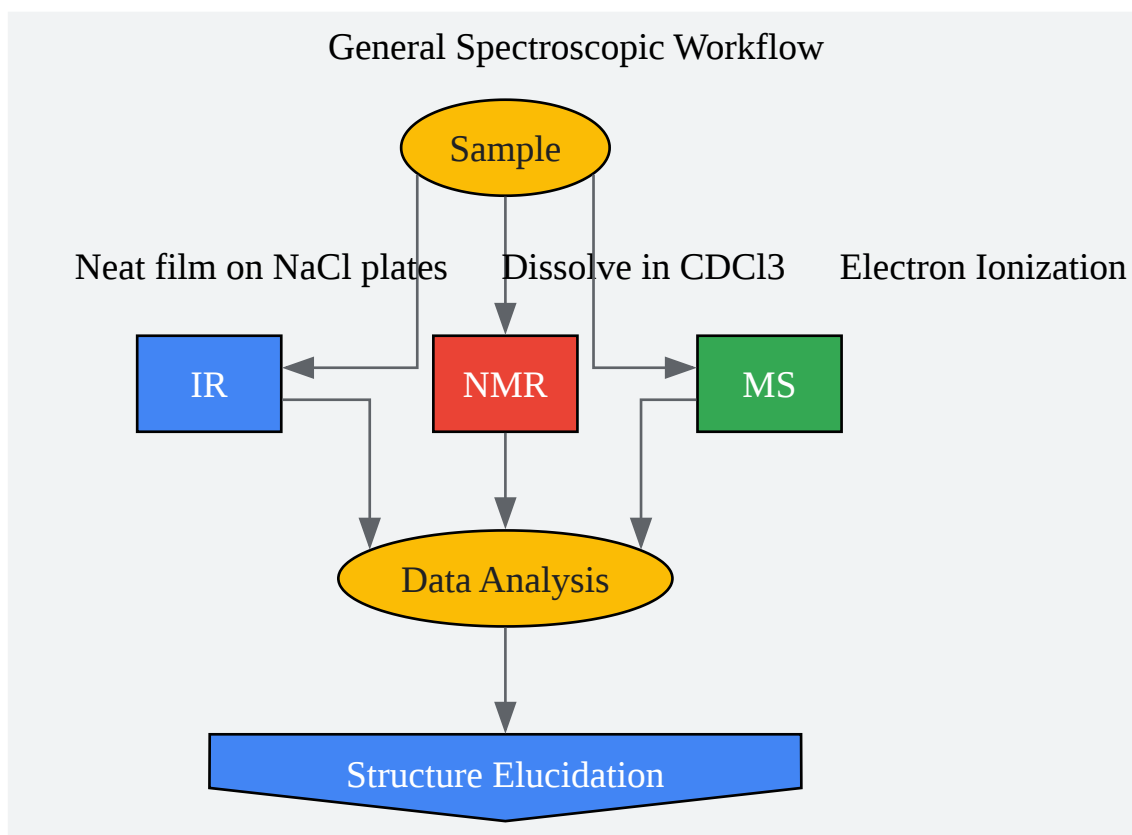 General Spectroscopic Workflow
Sample
Neat film on NaCl plates
Dissolve in CDCl3
Electron Ionization
IR
NMR
MS
Data Analysis
Structure Elucidation